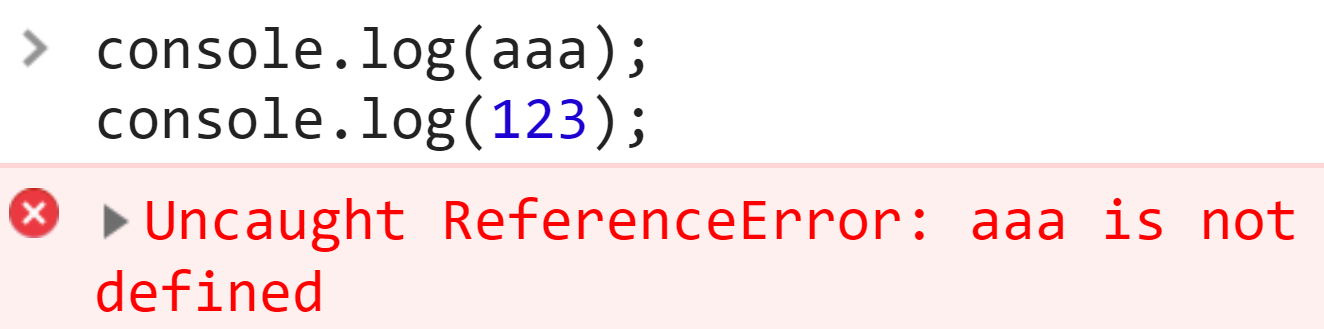 console.log(aaa);
console.log(123);
Uncaught ReferenceError: aaa is not
defined